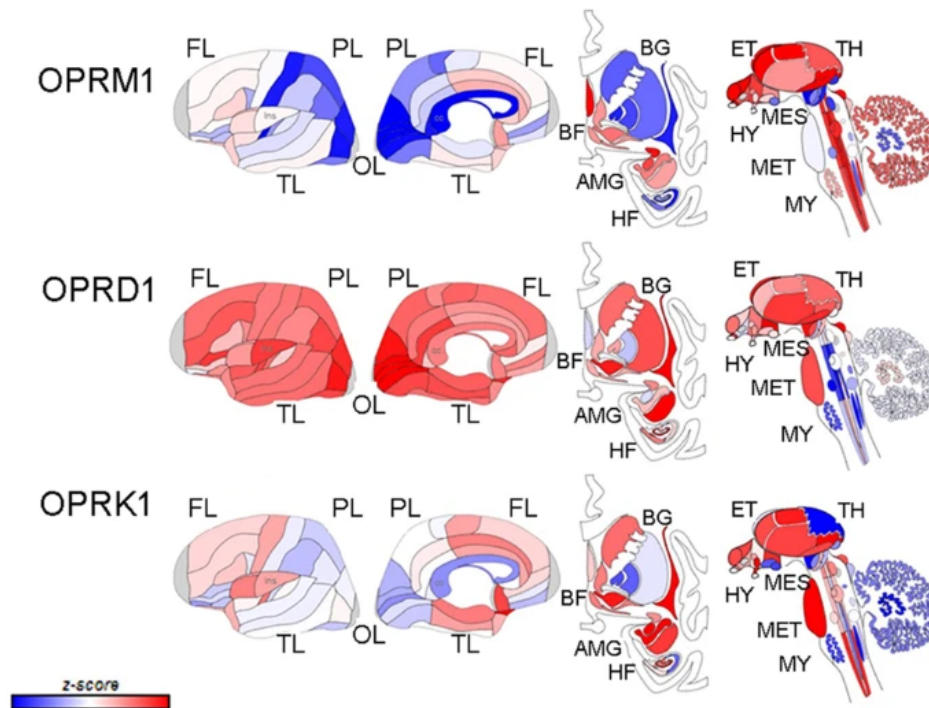 OPRM1
FL PL PL FL BG ET TH
ins cc
BF HY MES
OL MET
TL TL AMG MY
HF
OPRD1
FL PL PL FL BG ET TH
cc
BF HY MES
OL MET
TL TL AMG MY
HF
OPRK1
FL PL PL FL BG ET TH
ins cc
BF HY MES
OL MET
TL TL AMG MY
HF
z-score